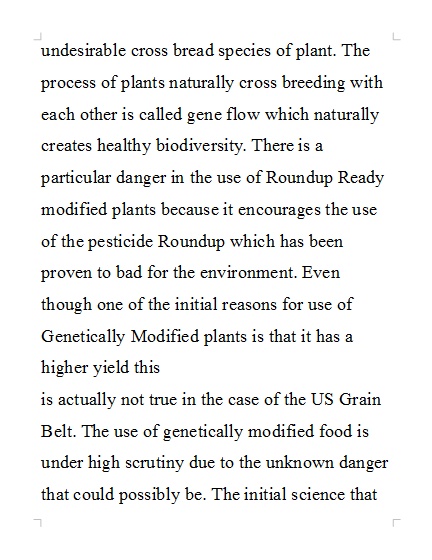 undesirable cross bread species of plant. The
process of plants naturally cross breeding with
each other is called gene flow which naturally
creates healthy biodiversity. There is a
particular danger in the use of Roundup Ready
modified plants because it encourages the use
of the pesticide Roundup which has been
proven to bad for the environment. Even
though one of the initial reasons for use of
Genetically Modified plants is that it has a
higher yield this
is actually not true in the case of the US Grain
Belt. The use of genetically modified food is
under high scrutiny due to the unknown danger
that could possibly be. The initial science that